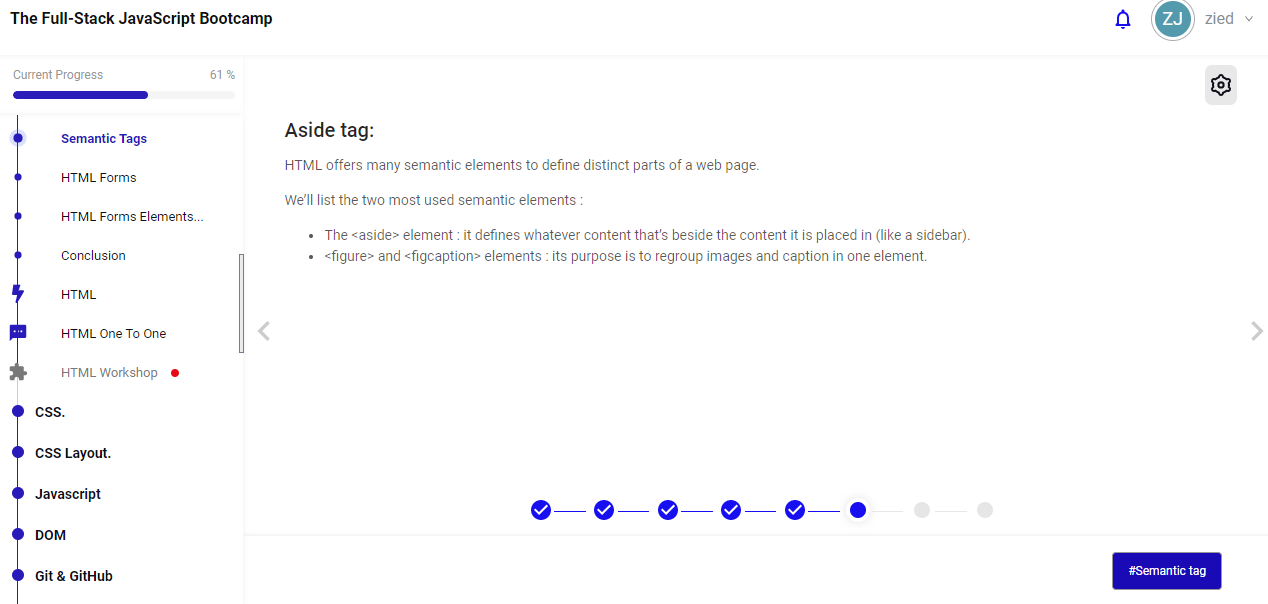 The Full-Stack JavaScript Bootcamp
ZJ
zied
Current Progress
61 %
Semantic Tags
HTML Forms
HTML Forms Elements...
Conclusion
HTML
HTML One To One
HTML Workshop
CSS.
CSS Layout.
Javascript
DOM
Git & GitHub
Aside tag:
HTML offers many semantic elements to define distinct parts of a web page.
We’ll list the two most used semantic elements :
The <aside> element : it defines whatever content that’s beside the content it is placed in (like a sidebar).
<figure> and <figcaption> elements : its purpose is to regroup images and caption in one element.
#Semantic tag